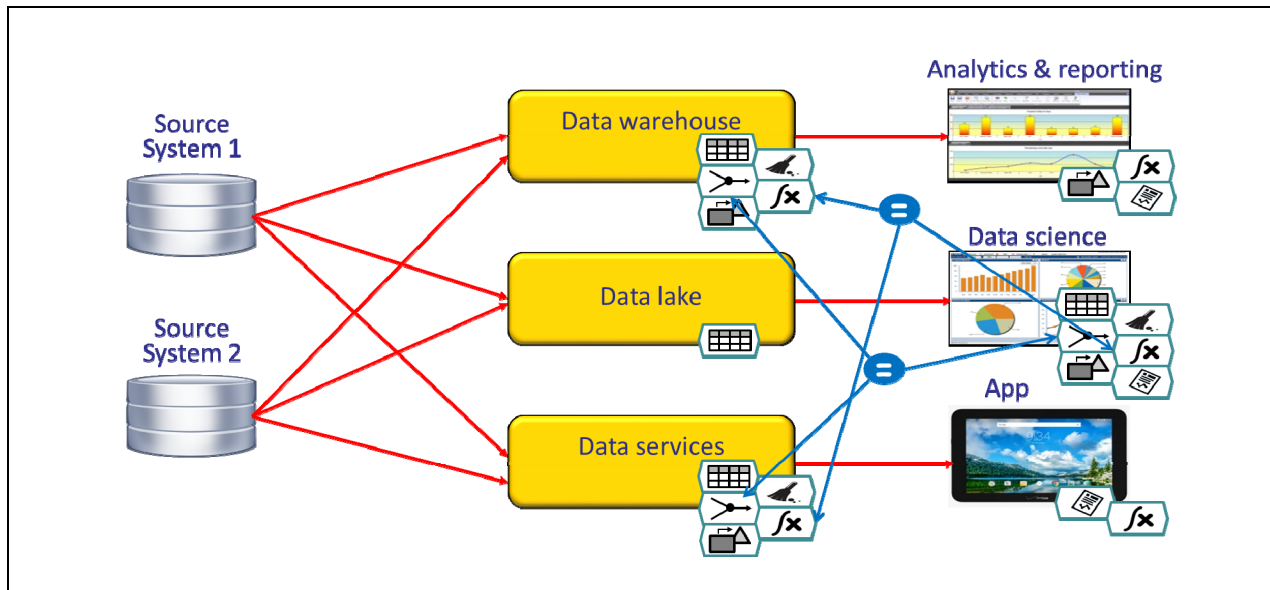 Analytics & reporting
Source
System 1
Data warehouse
Data science
Data lake
Source
System 2
App
Data services